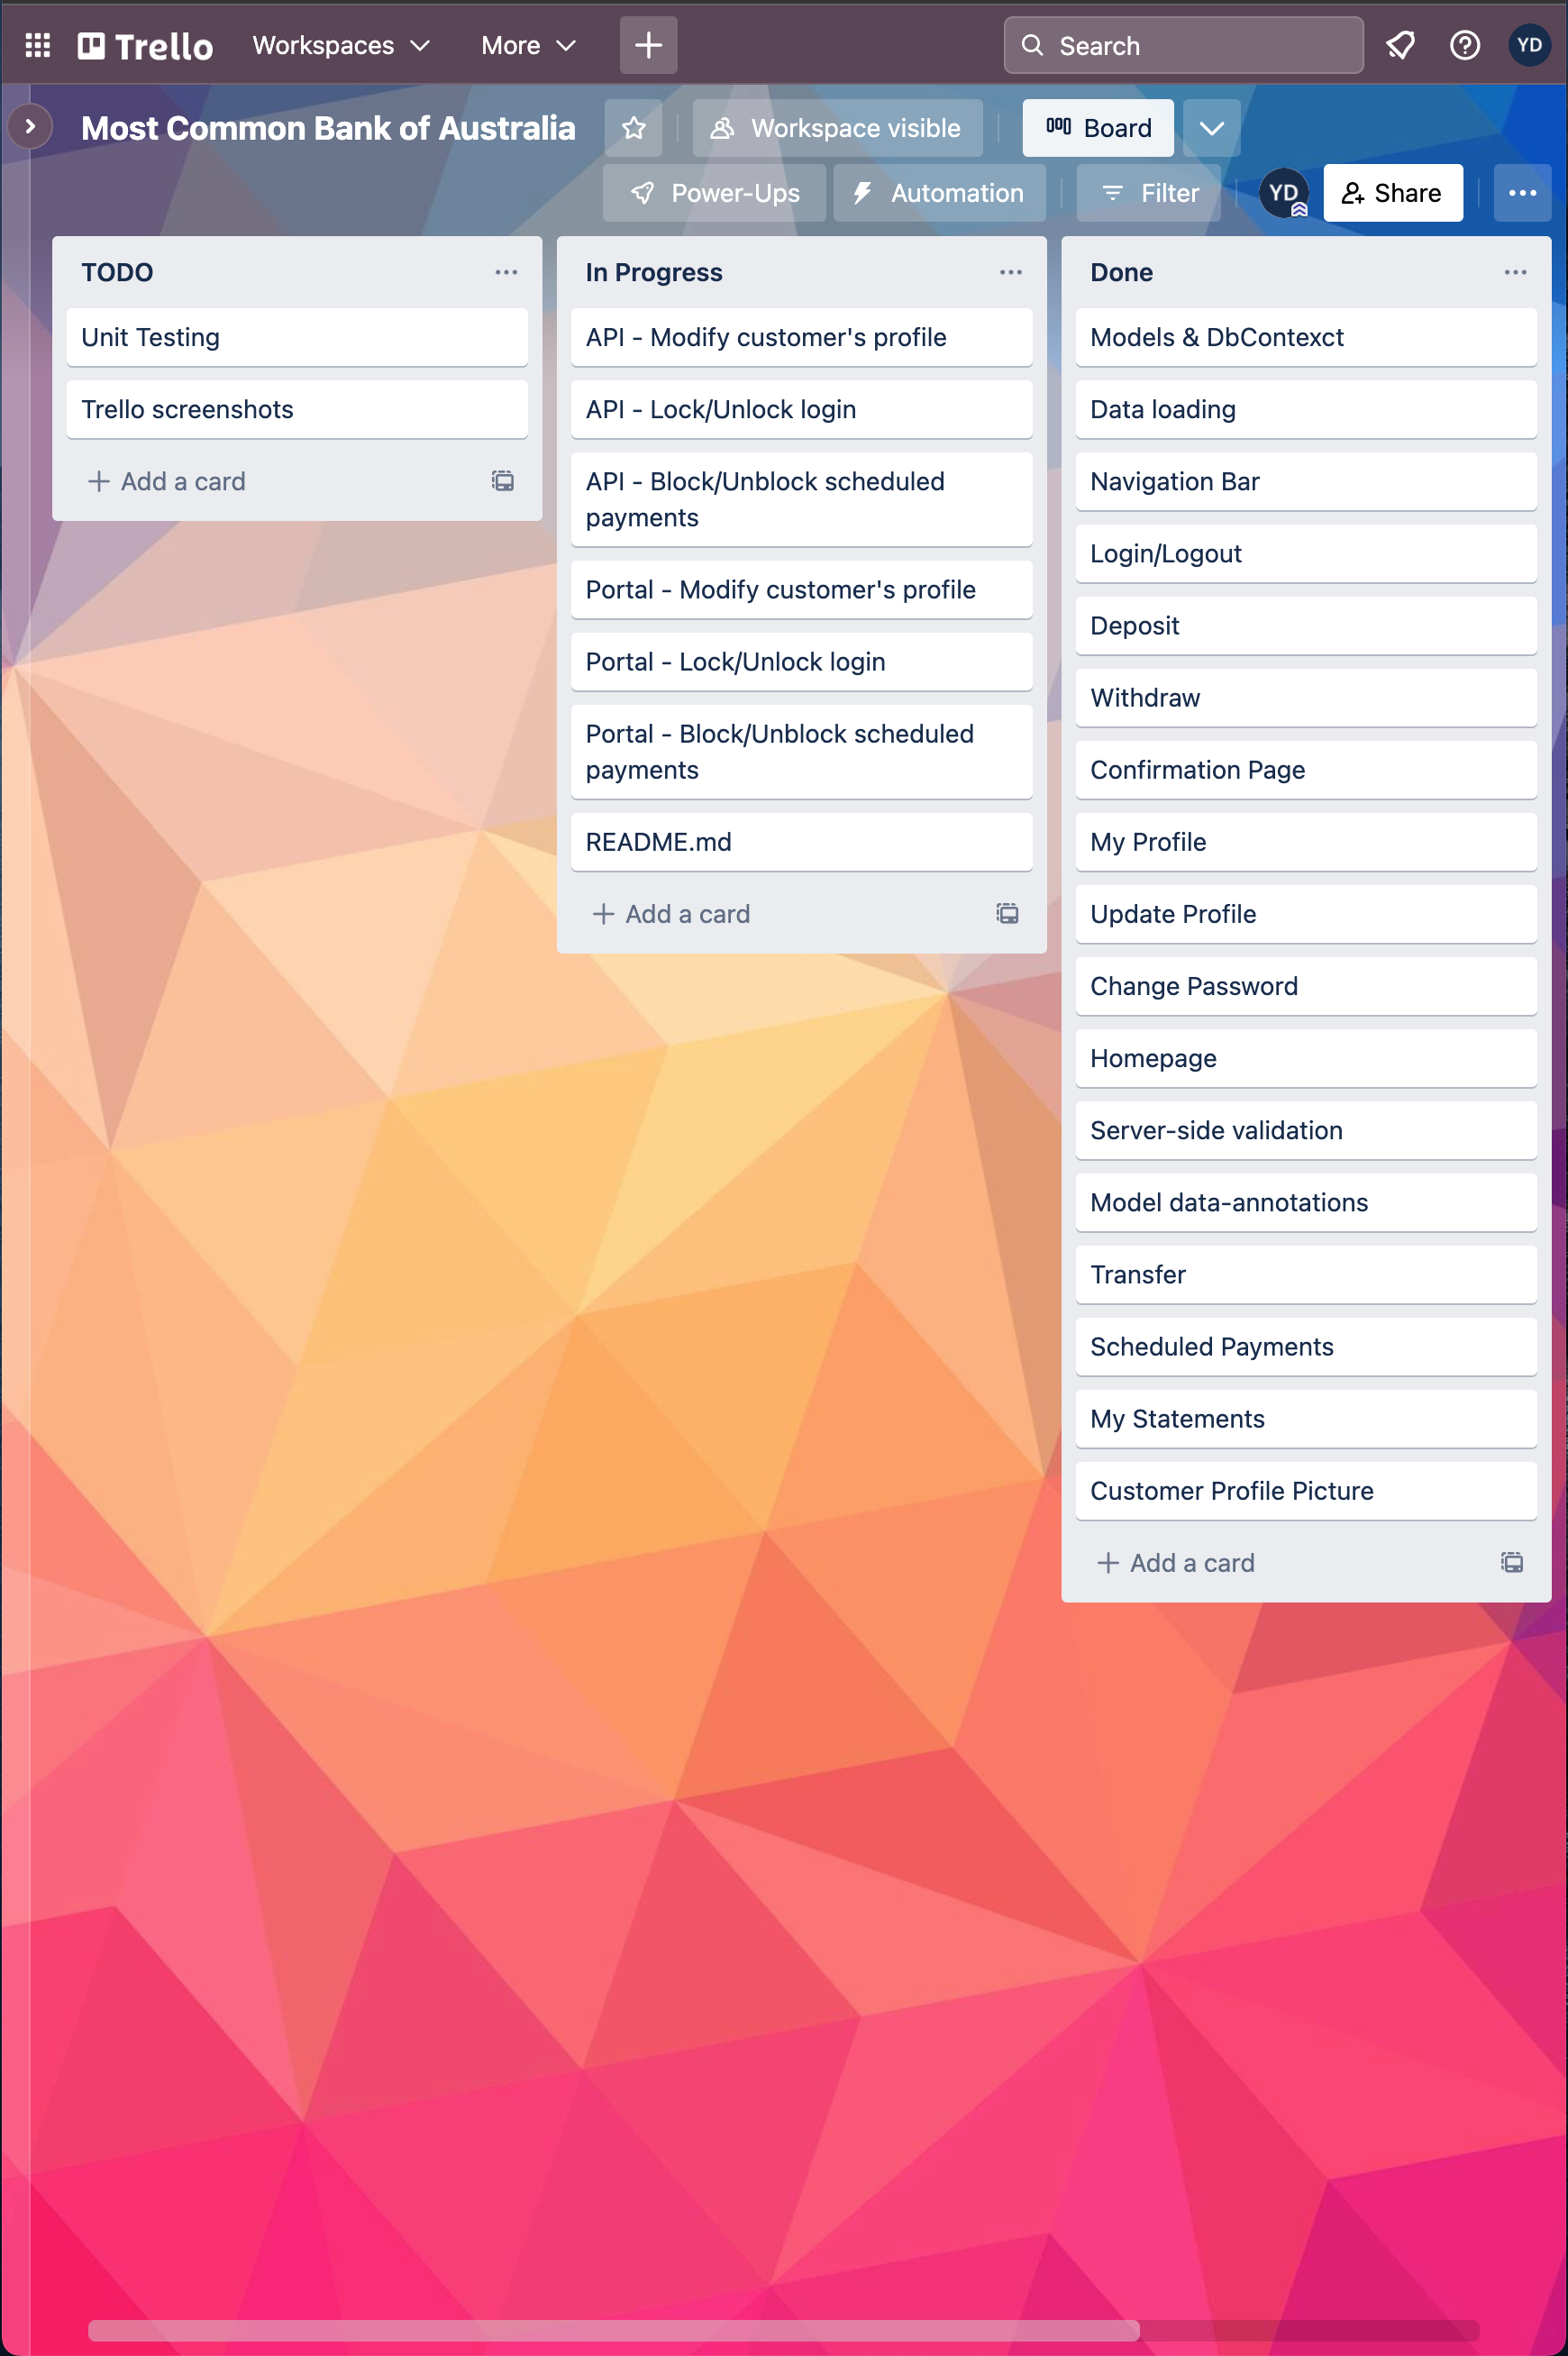 Trello
Workspaces
More
Search
YD
Most Common Bank of Australia
Workspace visible
Board
Power-Ups
Automation
Filter
YD
Share
TODO
Unit Testing
Trello screenshots
Add a card
In Progress
API - Modify customer's profile
API - Lock/Unlock login
API - Block/Unblock scheduled
payments
Portal - Modify customer's profile
Portal - Lock/Unlock login
Portal - Block/Unblock scheduled
payments
README.md
Add a card
Done
Models & DbContexct
Data loading
Navigation Bar
Login/Logout
Deposit
Withdraw
Confirmation Page
My Profile
Update Profile
Change Password
Homepage
Server-side validation
Model data-annotations
Transfer
Scheduled Payments
My Statements
Customer Profile Picture
Add a card